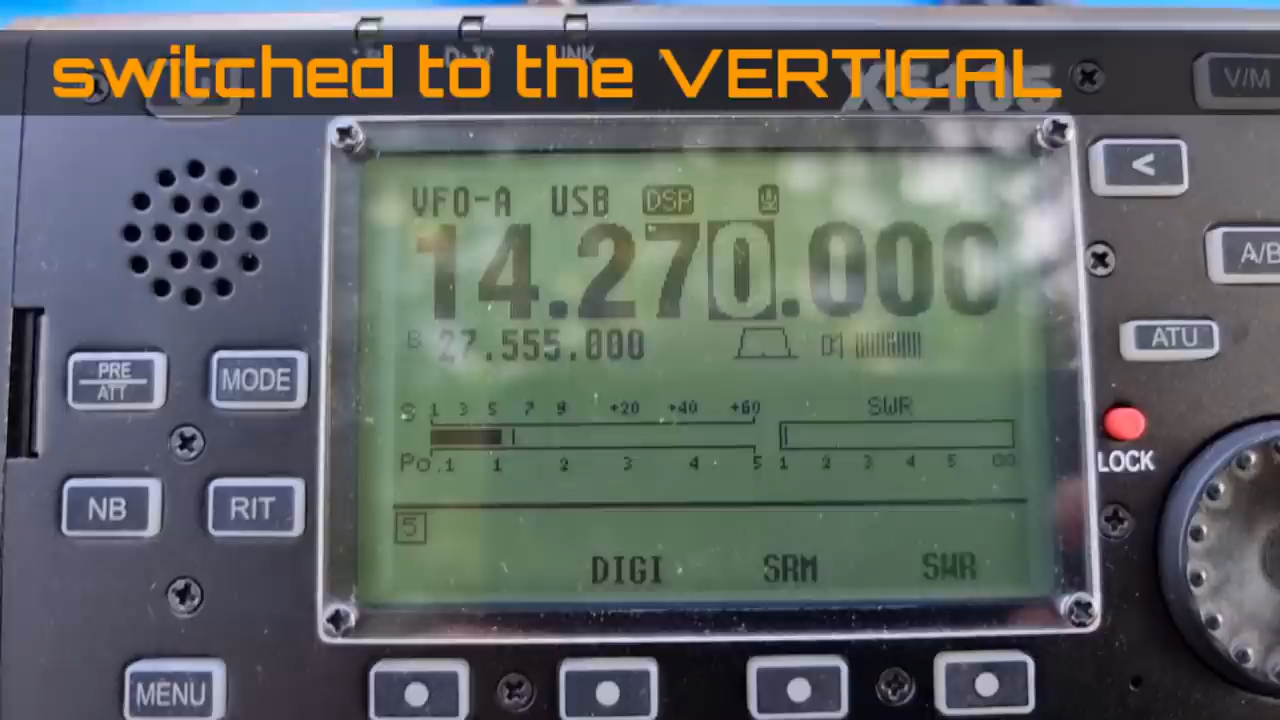 switched to the VERTICAL
X5105
V/M
<
VFO-A USB DSP
14.270.000
A/B
B 27.555.000
ATU
PRE
ATT
MODE
S 1 3 5 7 9 +20 +40 +60 SWR
Po .1 1 2 3 4 5 1 2 3 4 5 ∞
LOCK
NB RIT
5
DIGI SRM SWR
MENU